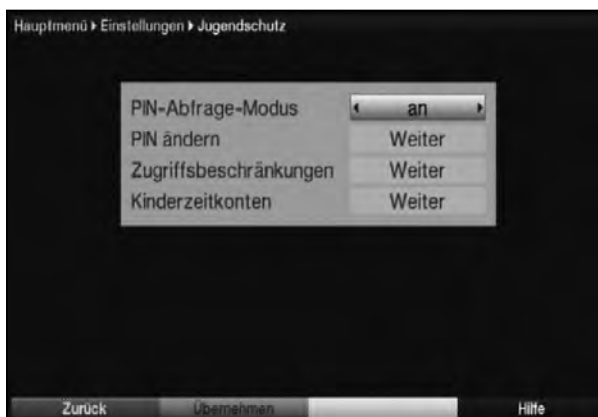 Hauptmenü ▸ Einstellungen ▸ Jugendschutz
PIN-Abfrage-Modus an
PIN ändern Weiter
Zugriffsbeschränkungen Weiter
Kinderzeitkonten Weiter
Zurück Übernehmen Hilfe